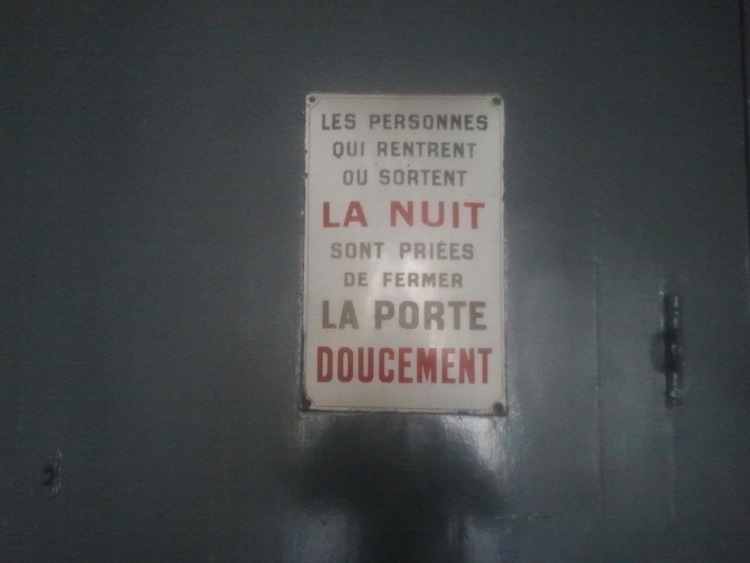 LES PERSONNES
QUI RENTRENT
OU SORTENT
LA NUIT
SONT PRIÉES
DE FERMER
LA PORTE
DOUCEMENT